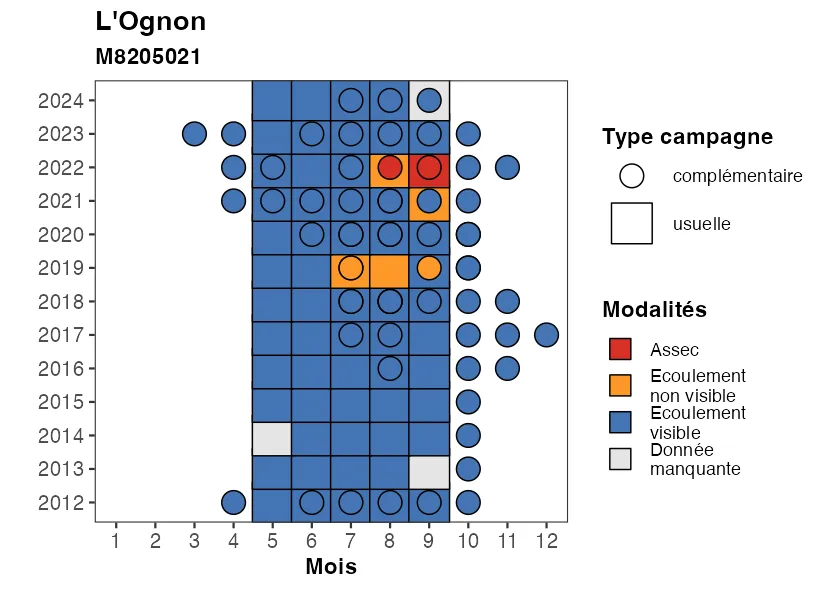 L'Ognon
M8205021
2024
2023
2022
2021
2020
2019
2018
2017
2016
2015
2014
2013
2012
1 2 3 4 5 6 7 8 9 10 11 12
Mois
Type campagne
complémentaire
usuelle
Modalités
Assec
Ecoulement
non visible
Ecoulement
visible
Donnée
manquante